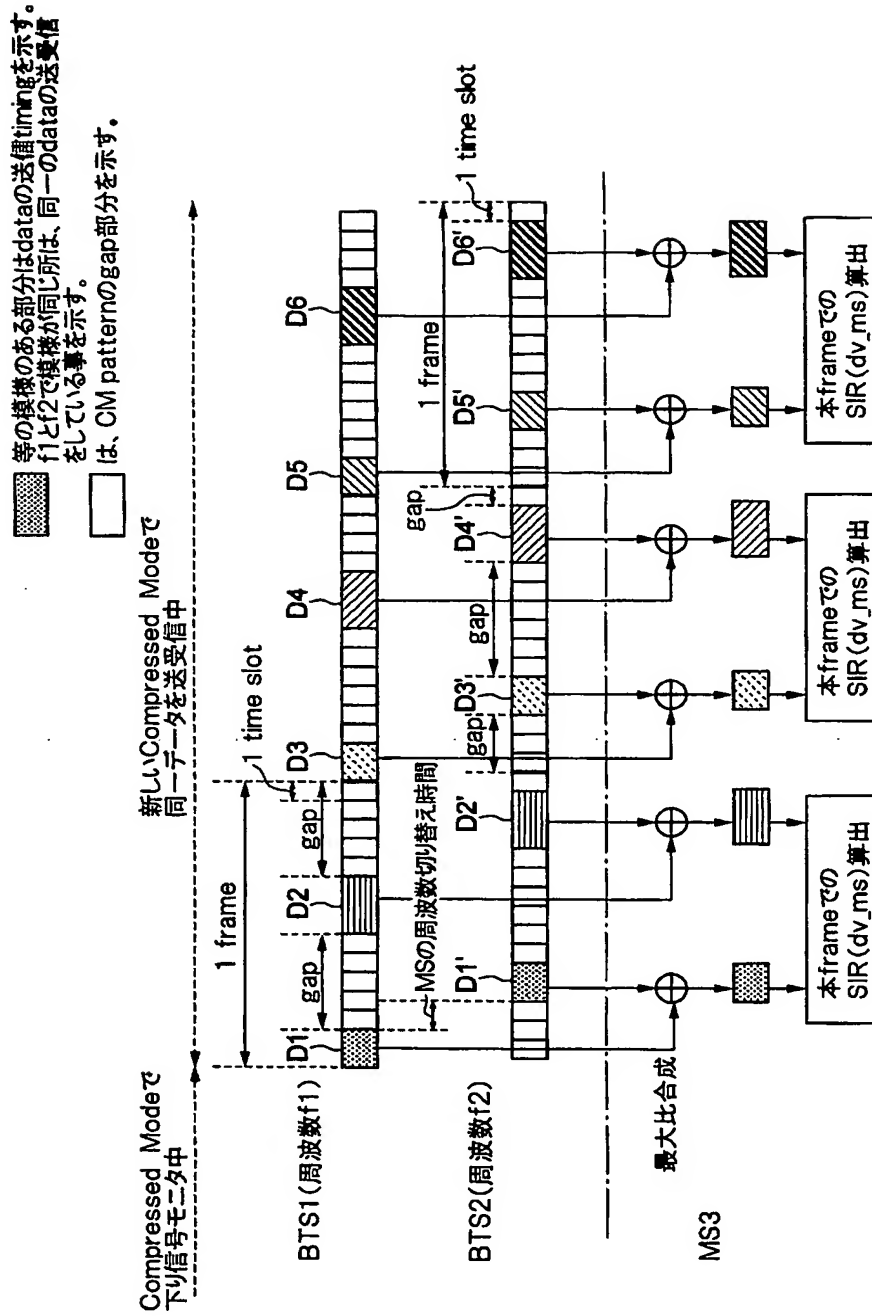 等の模様のある部分はdataの送信timingを示す。
f1とf2で模様が同じ所は、同一のdataの送受信
をしている事を示す。
は、CM patternのgap部分を示す。
Compressed Modeで
下り信号モニタ中
新しいCompressed Modeで
同一データを送受信中
1 frame
1 time slot
gap
gap
D1
D2
D3
D4
D5
D6
BTS1(周波数f1)
MSの周波数切り替え時間
gap
gap
gap
1 frame
1 time slot
D1'
D2'
D3'
D4'
D5'
D6'
BTS2(周波数f2)
最大比合成
MS3
本frameでの
SIR(dv_ms)算出
本frameでの
SIR(dv_ms)算出
本frameでの
SIR(dv_ms)算出